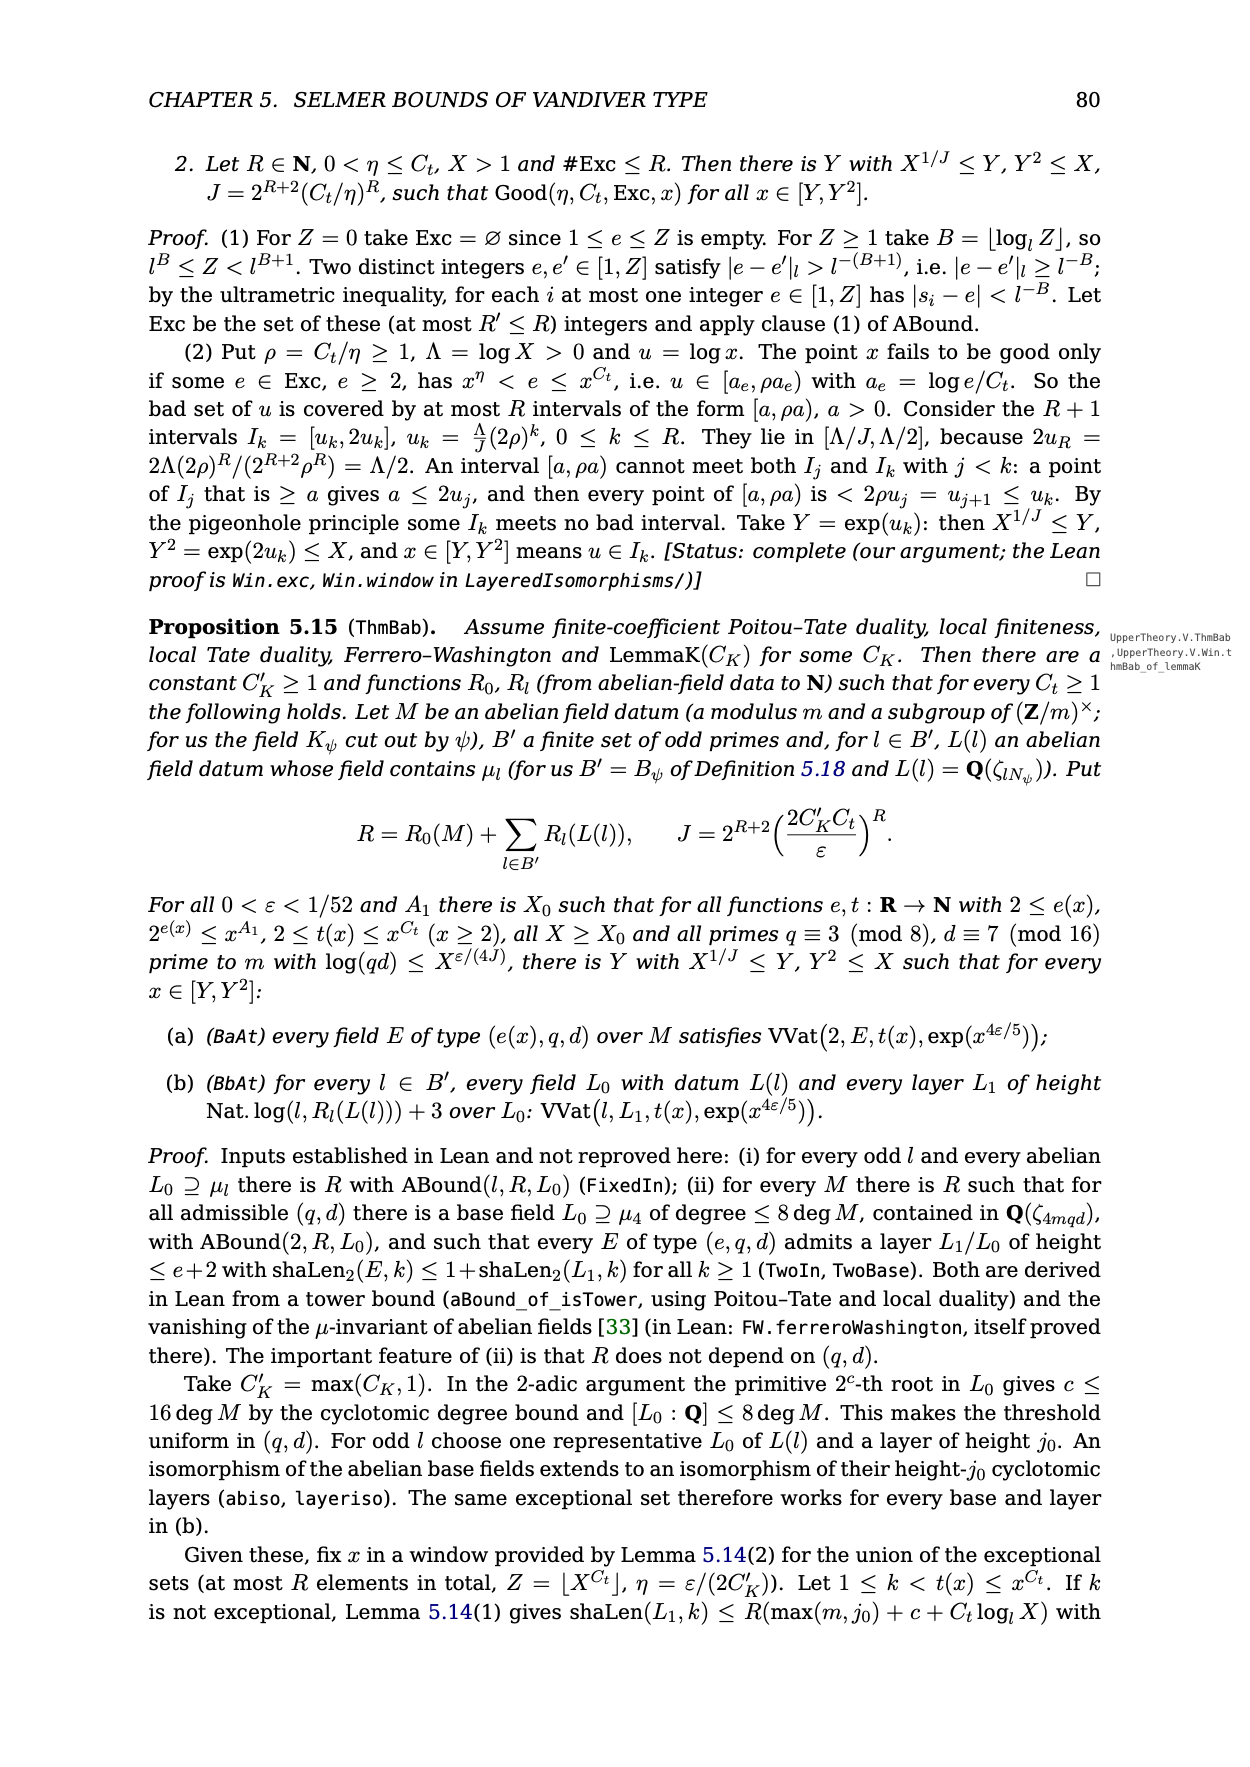 CHAPTER 5. SELMER BOUNDS OF VANDIVER TYPE 80
2. Let R ∈ N, 0 < η ≤ C_t, X > 1 and #Exc ≤ R. Then there is Y with X^{1/J} ≤ Y, Y^2 ≤ X,
J = 2^{R+2}(C_t/η)^R, such that Good(η, C_t, Exc, x) for all x ∈ [Y, Y^2].
Proof. (1) For Z = 0 take Exc = ∅ since 1 ≤ e ≤ Z is empty. For Z ≥ 1 take B = ⌊log_l Z⌋, so
l^B ≤ Z < l^{B+1}. Two distinct integers e, e′ ∈ [1, Z] satisfy |e − e′|_l > l^{−(B+1)}, i.e. |e − e′|_l ≥ l^{−B};
by the ultrametric inequality, for each i at most one integer e ∈ [1, Z] has |s_i − e| < l^{−B}. Let
Exc be the set of these (at most R′ ≤ R) integers and apply clause (1) of ABound.
(2) Put ρ = C_t/η ≥ 1, Λ = log X > 0 and u = log x. The point x fails to be good only
if some e ∈ Exc, e ≥ 2, has x^η < e ≤ x^{C_t}, i.e. u ∈ [a_e, ρa_e) with a_e = log e/C_t. So the
bad set of u is covered by at most R intervals of the form [a, ρa), a > 0. Consider the R + 1
intervals I_k = [u_k, 2u_k], u_k = \frac{Λ}{J}(2ρ)^k, 0 ≤ k ≤ R. They lie in [Λ/J, Λ/2], because 2u_R =
2Λ(2ρ)^R/(2^{R+2}ρ^R) = Λ/2. An interval [a, ρa) cannot meet both I_j and I_k with j < k: a point
of I_j that is ≥ a gives a ≤ 2u_j, and then every point of [a, ρa) is < 2ρu_j = u_{j+1} ≤ u_k. By
the pigeonhole principle some I_k meets no bad interval. Take Y = exp(u_k): then X^{1/J} ≤ Y,
Y^2 = exp(2u_k) ≤ X, and x ∈ [Y, Y^2] means u ∈ I_k. [Status: complete (our argument; the Lean
proof is Win.exc, Win.window in LayeredIsomorphisms/)] □
Proposition 5.15 (ThmBab). Assume finite-coefficient Poitou–Tate duality, local finiteness,
UpperTheory.V.ThmBab
local Tate duality, Ferrero–Washington and LemmaK(C_K) for some C_K. Then there are a
,UpperTheory.V.Win.t
hmBab_of_lemmaK
constant C′_K ≥ 1 and functions R_0, R_l (from abelian-field data to N) such that for every C_t ≥ 1
the following holds. Let M be an abelian field datum (a modulus m and a subgroup of (Z/m)^×;
for us the field K_ψ cut out by ψ), B′ a finite set of odd primes and, for l ∈ B′, L(l) an abelian
field datum whose field contains μ_l (for us B′ = B_ψ of Definition 5.18 and L(l) = Q(ζ_{lN_ψ})). Put
R = R_0(M) + \sum_{l∈B′} R_l(L(l)), J = 2^{R+2}(\frac{2C′_K C_t}{ε})^R.
For all 0 < ε < 1/52 and A_1 there is X_0 such that for all functions e, t : R → N with 2 ≤ e(x),
2^{e(x)} ≤ x^{A_1}, 2 ≤ t(x) ≤ x^{C_t} (x ≥ 2), all X ≥ X_0 and all primes q ≡ 3 (mod 8), d ≡ 7 (mod 16)
prime to m with log(qd) ≤ X^{ε/(4J)}, there is Y with X^{1/J} ≤ Y, Y^2 ≤ X such that for every
x ∈ [Y, Y^2]:
(a) (BaAt) every field E of type (e(x), q, d) over M satisfies VVat(2, E, t(x), exp(x^{4ε/5}));
(b) (BbAt) for every l ∈ B′, every field L_0 with datum L(l) and every layer L_1 of height
Nat. log(l, R_l(L(l))) + 3 over L_0: VVat(l, L_1, t(x), exp(x^{4ε/5})).
Proof. Inputs established in Lean and not reproved here: (i) for every odd l and every abelian
L_0 ⊇ μ_l there is R with ABound(l, R, L_0) (FixedIn); (ii) for every M there is R such that for
all admissible (q, d) there is a base field L_0 ⊇ μ_4 of degree ≤ 8 deg M, contained in Q(ζ_{4mqd}),
with ABound(2, R, L_0), and such that every E of type (e, q, d) admits a layer L_1/L_0 of height
≤ e+2 with shaLen_2(E, k) ≤ 1+shaLen_2(L_1, k) for all k ≥ 1 (TwoIn, TwoBase). Both are derived
in Lean from a tower bound (aBound_of_isTower, using Poitou–Tate and local duality) and the
vanishing of the μ-invariant of abelian fields [33] (in Lean: FW.ferreroWashington, itself proved
there). The important feature of (ii) is that R does not depend on (q, d).
Take C′_K = max(C_K, 1). In the 2-adic argument the primitive 2^c-th root in L_0 gives c ≤
16 deg M by the cyclotomic degree bound and [L_0 : Q] ≤ 8 deg M. This makes the threshold
uniform in (q, d). For odd l choose one representative L_0 of L(l) and a layer of height j_0. An
isomorphism of the abelian base fields extends to an isomorphism of their height-j_0 cyclotomic
layers (abiso, layeriso). The same exceptional set therefore works for every base and layer
in (b).
Given these, fix x in a window provided by Lemma 5.14(2) for the union of the exceptional
sets (at most R elements in total, Z = ⌊X^{C_t}⌋, η = ε/(2C′_K)). Let 1 ≤ k < t(x) ≤ x^{C_t}. If k
is not exceptional, Lemma 5.14(1) gives shaLen(L_1, k) ≤ R(max(m, j_0) + c + C_t log_l X) with